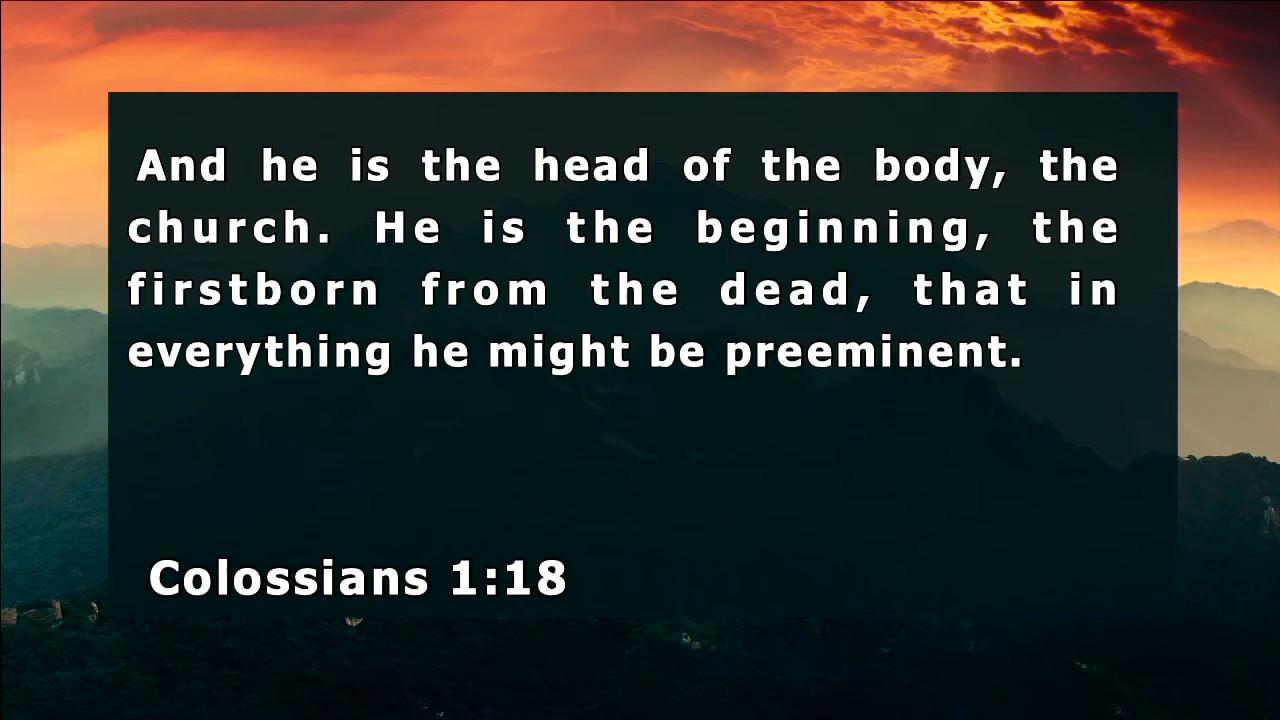 And he is the head of the body, the
church. He is the beginning, the
firstborn from the dead, that in
everything he might be preeminent.
Colossians 1:18